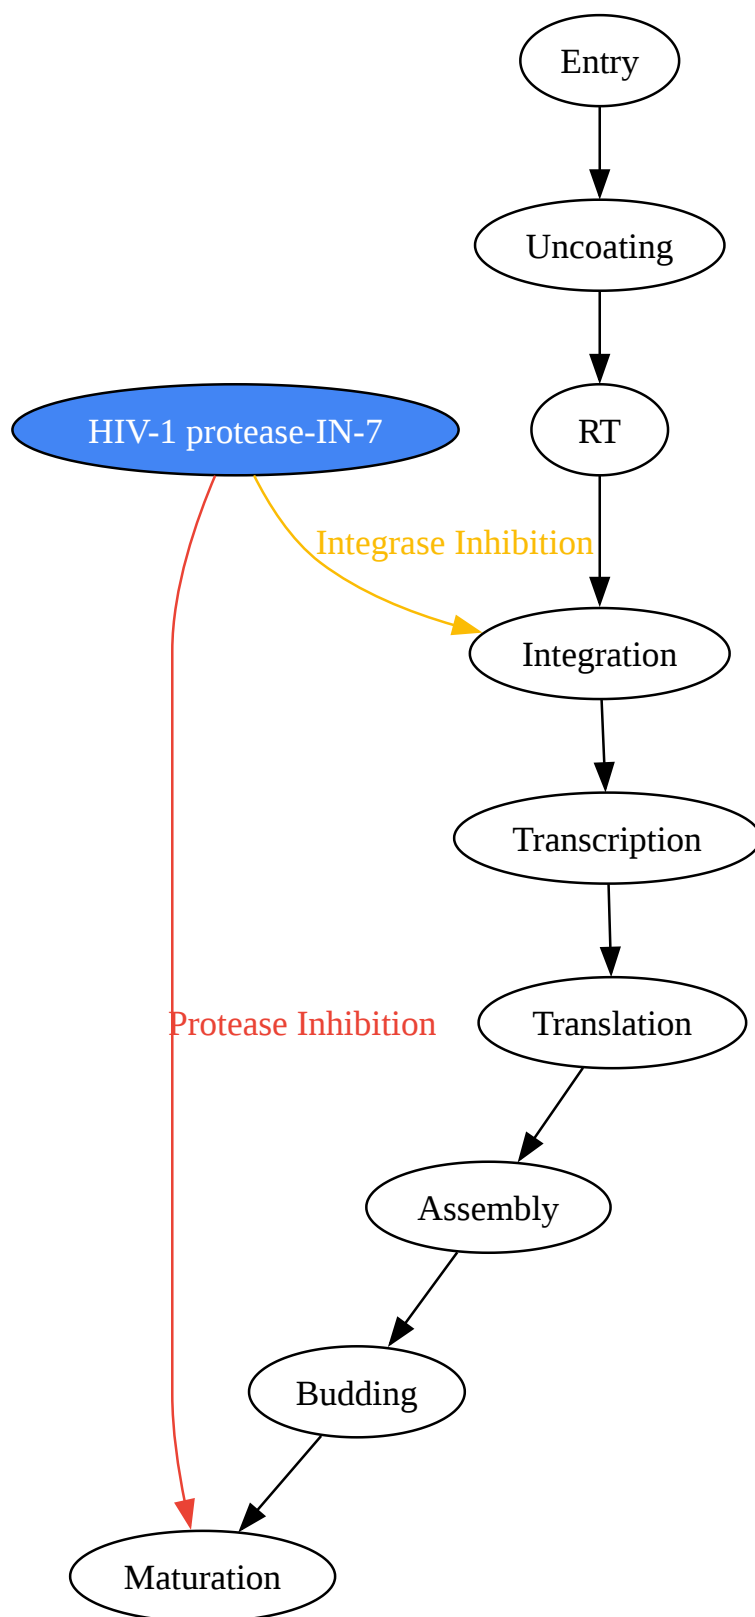 Entry
Uncoating
HIV-1 protease-IN-7
RT
Integrase Inhibition
Integration
Transcription
Protease Inhibition
Translation
Assembly
Budding
Maturation